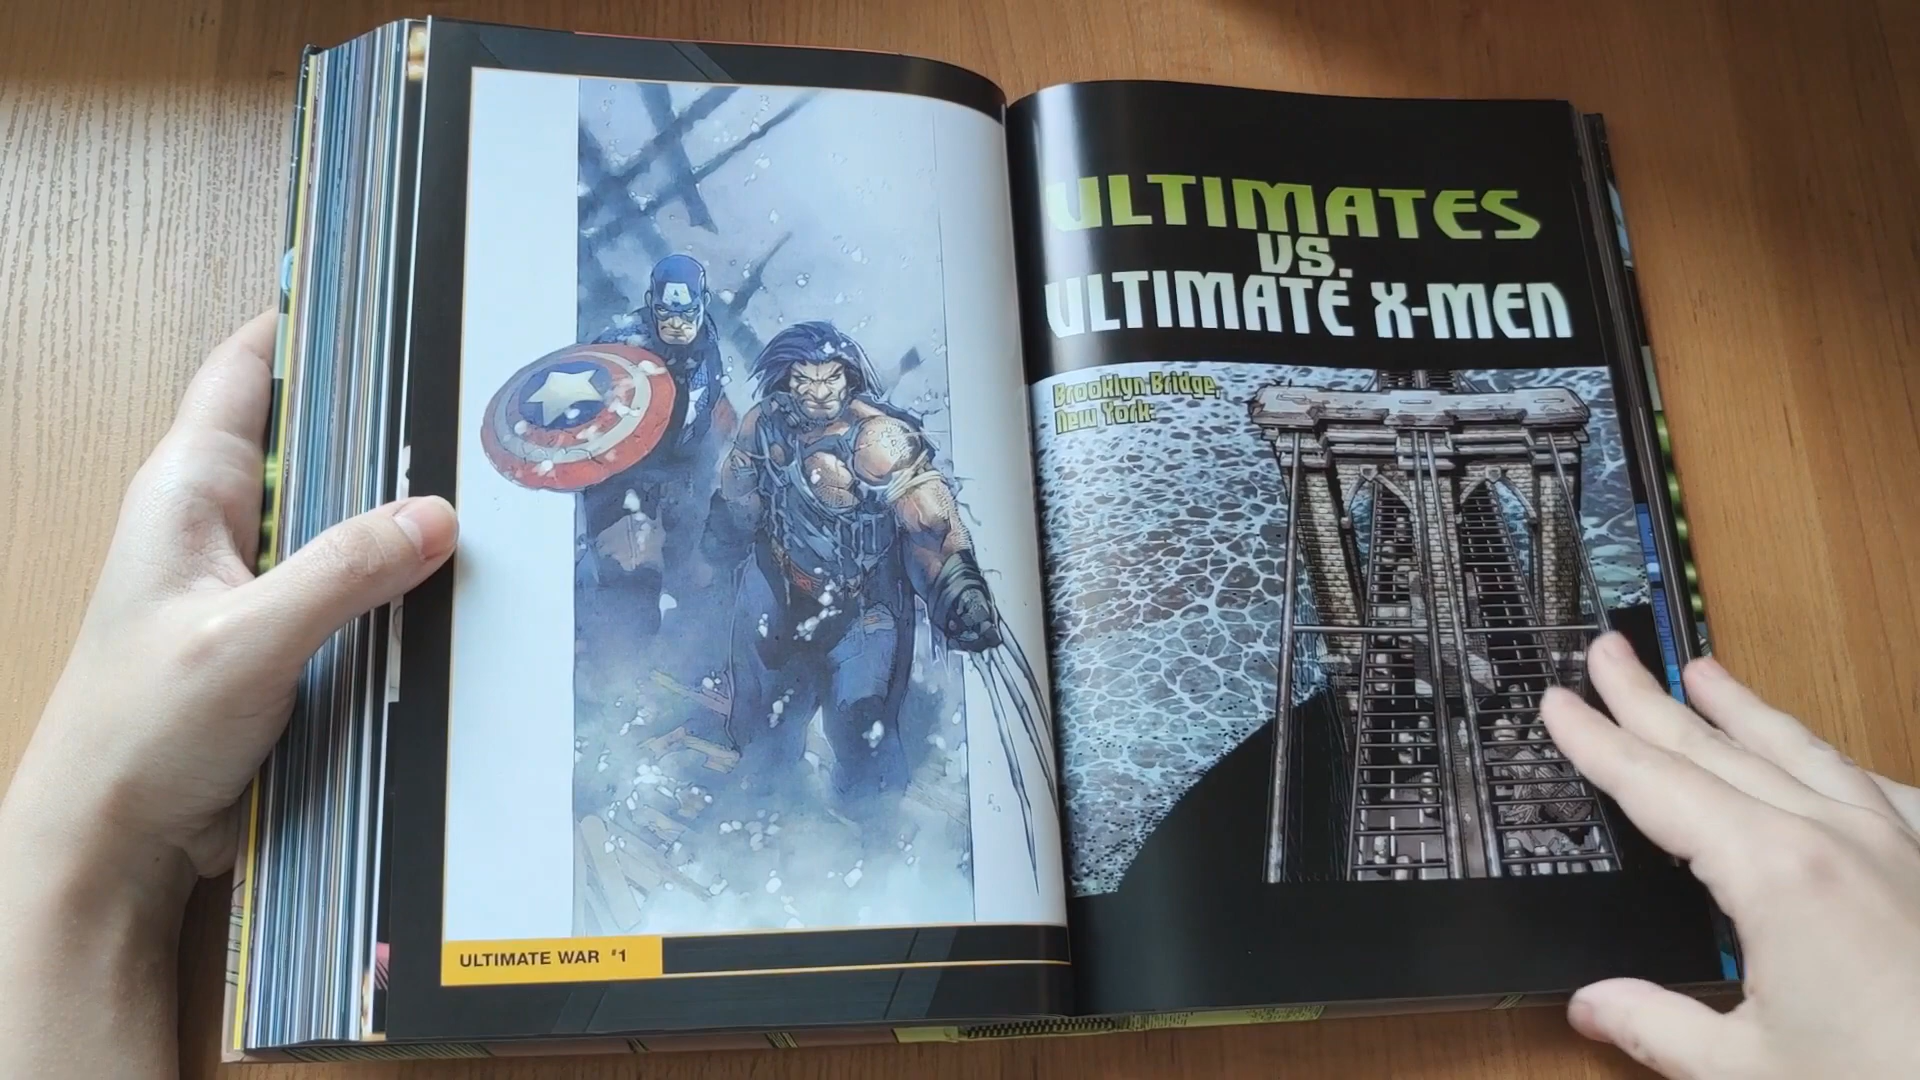 A
ULTIMATE WAR #1
ULTIMATES
VS.
ULTIMATE X-MEN
Brooklyn Bridge,
New York: